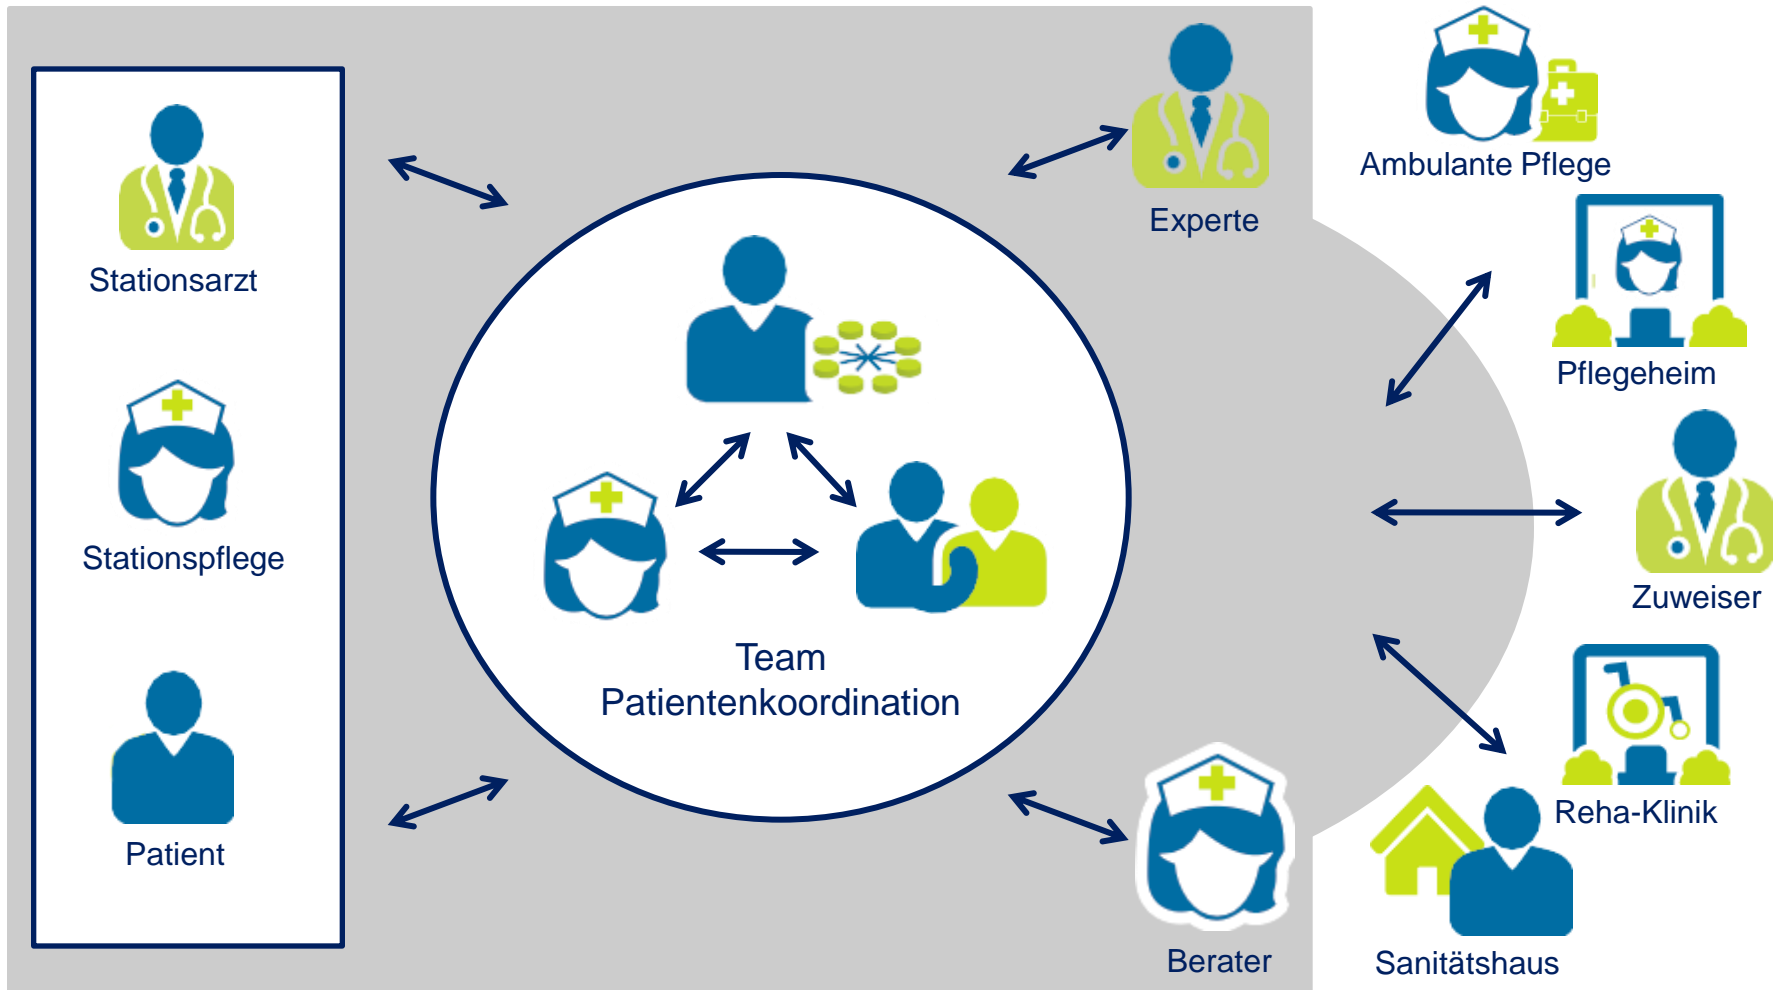 Stationsarzt
Stationspflege
Patient
Team
Patientenkoordination
Experte
Berater
Ambulante Pflege
Pflegeheim
Zuweiser
Reha-Klinik
Sanitätshaus